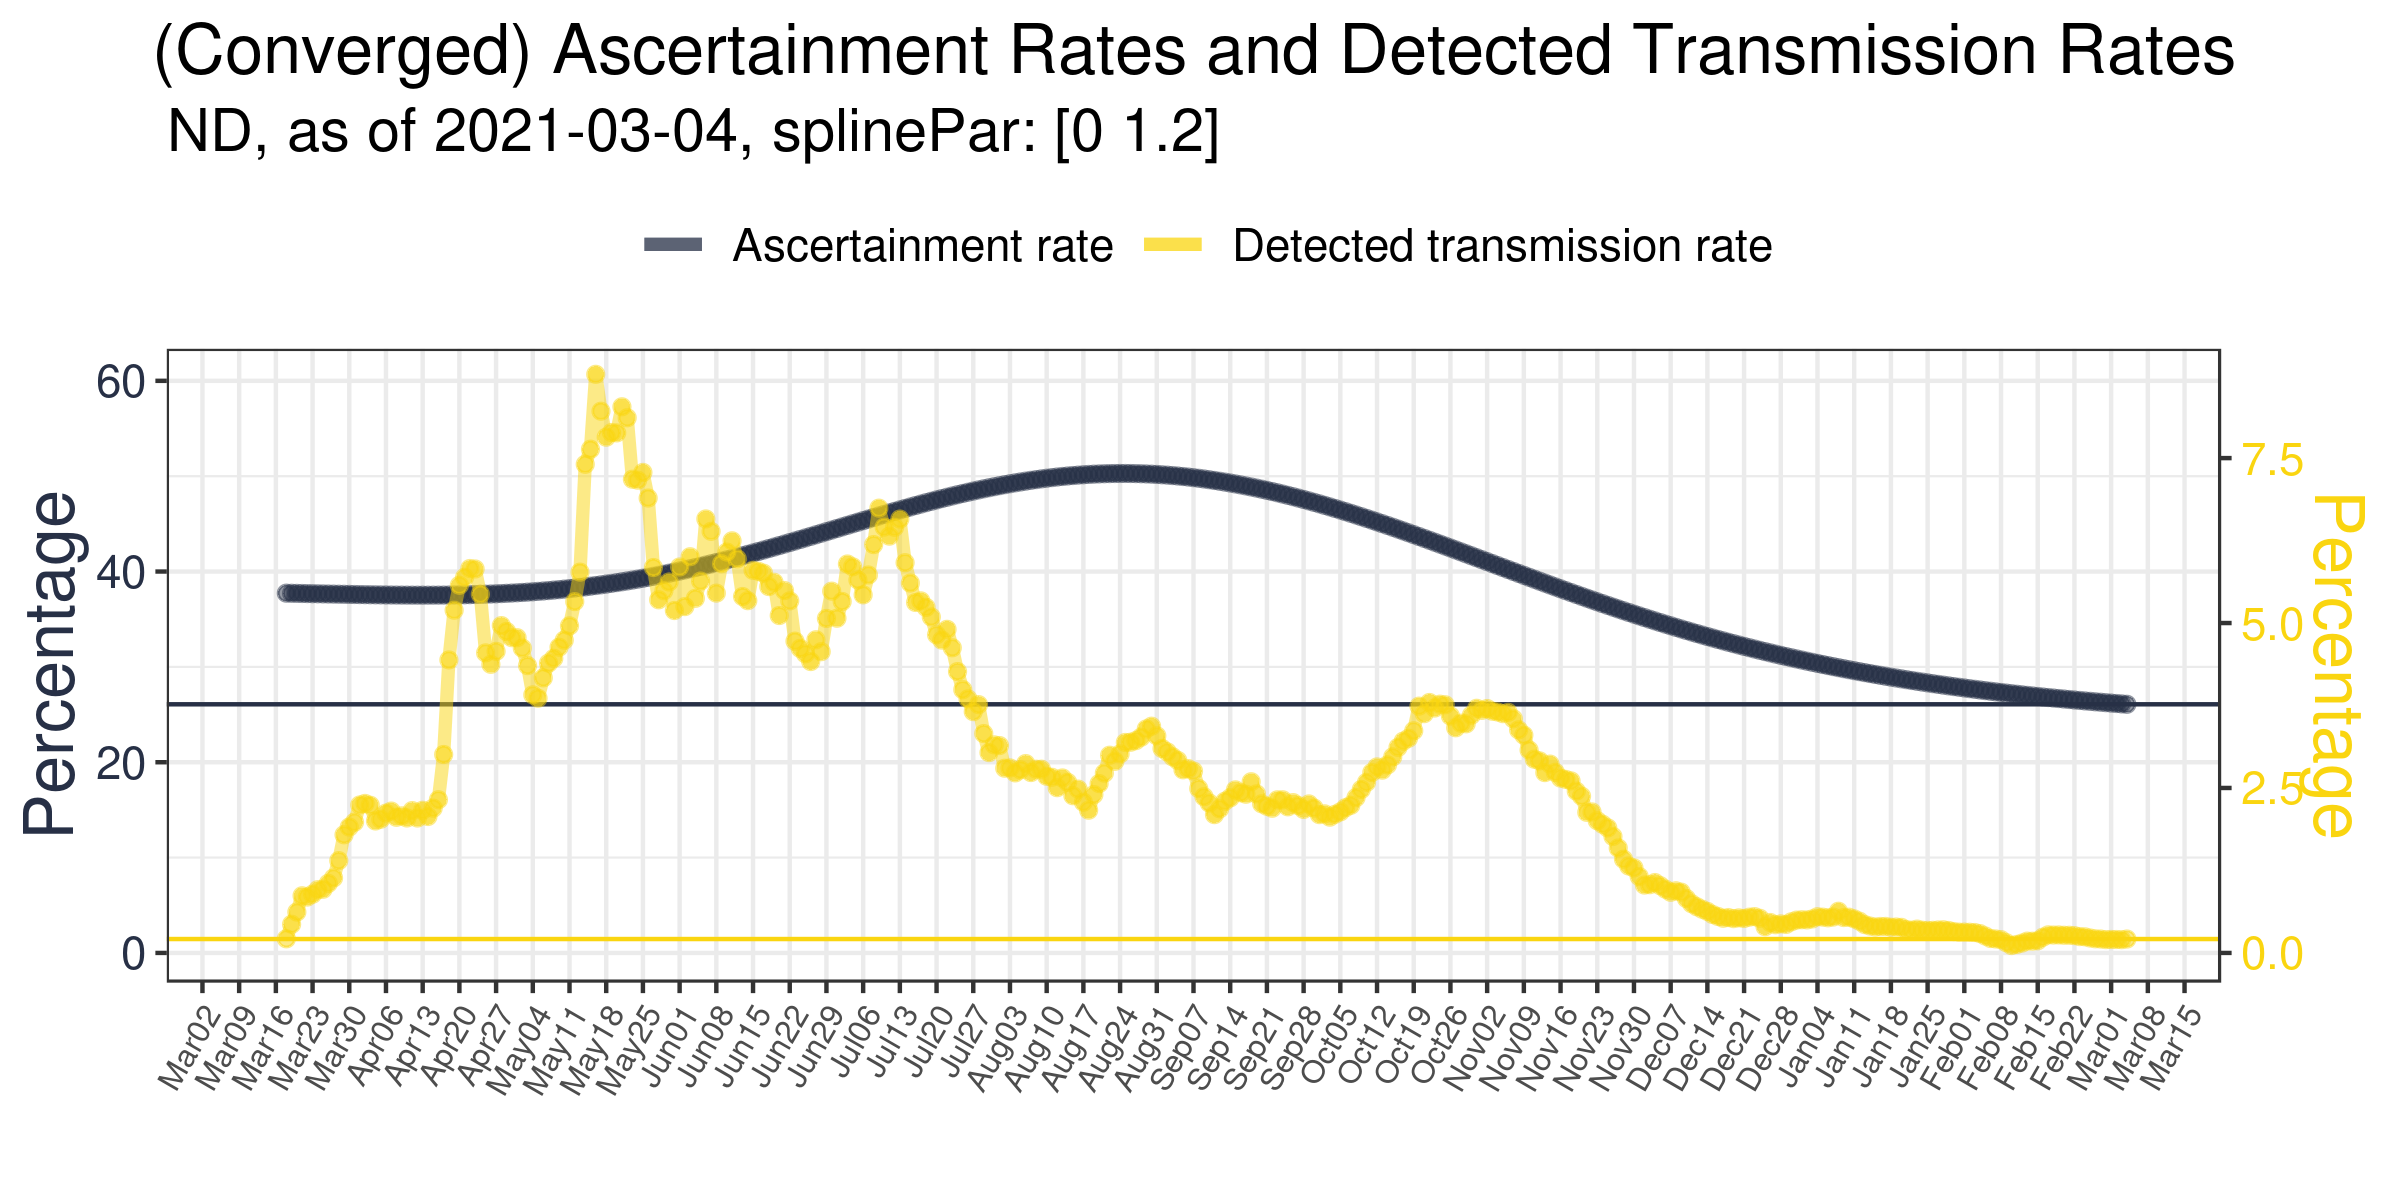 (Converged) Ascertainment Rates and Detected Transmission Rates
ND, as of 2021-03-04, splinePar: [0 1.2]
Ascertainment rate
Detected transmission rate
Percentage
60
40
20
0
7.5
5.0
2.5
0.0
Percentage
Mar02
Mar09
Mar16
Mar23
Mar30
Apr06
Apr13
Apr20
Apr27
May04
May11
May18
May25
Jun01
Jun08
Jun15
Jun22
Jun29
Jul06
Jul13
Jul20
Jul27
Aug03
Aug10
Aug17
Aug24
Aug31
Sep07
Sep14
Sep21
Sep28
Oct05
Oct12
Oct19
Oct26
Nov02
Nov09
Nov16
Nov23
Nov30
Dec07
Dec14
Dec21
Dec28
Jan04
Jan11
Jan18
Jan25
Feb01
Feb08
Feb15
Feb22
Mar01
Mar08
Mar15